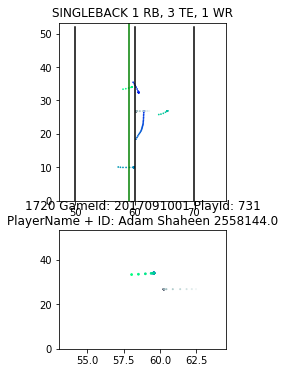 SINGLEBACK 1 RB, 3 TE, 1 WR
50
40
30
20
10
0
50 60 70
1720 GameId: 2017091001 PlayId: 731
PlayerName + ID: Adam Shaheen 2558144.0
40
20
0
55.0 57.5 60.0 62.5